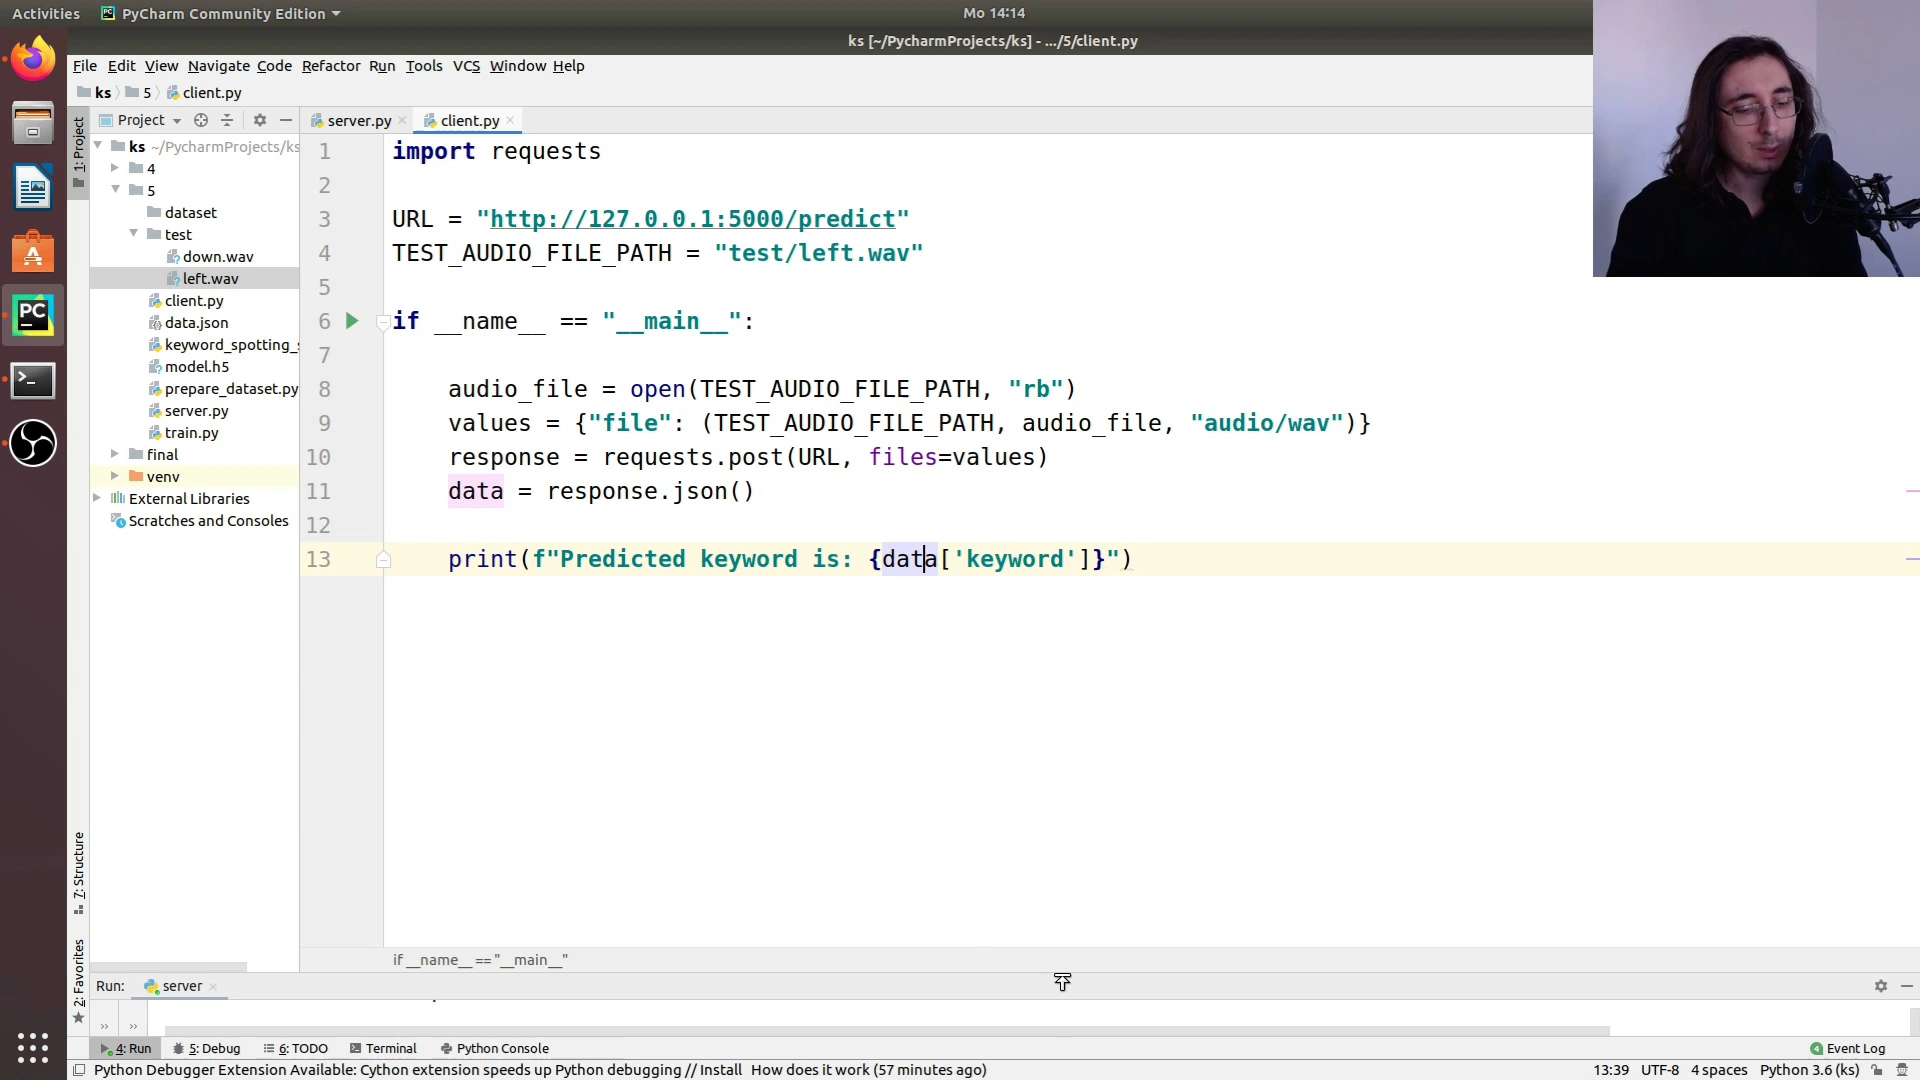 Activities
PyCharm Community Edition
Mo 14:14
ks [~/PycharmProjects/ks] - .../5/client.py
File Edit View Navigate Code Refactor Run Tools VCS Window Help
ks 5 client.py
1: Project
Project
server.py
client.py
ks ~/PycharmProjects/ks
4
5
dataset
test
down.wav
left.wav
client.py
data.json
keyword_spotting_s
model.h5
prepare_dataset.py
server.py
train.py
final
venv
External Libraries
Scratches and Consoles
1 import requests
2
3 URL = "http://127.0.0.1:5000/predict"
4 TEST_AUDIO_FILE_PATH = "test/left.wav"
5
6 if __name__ == "__main__":
7
8 audio_file = open(TEST_AUDIO_FILE_PATH, "rb")
9 values = {"file": (TEST_AUDIO_FILE_PATH, audio_file, "audio/wav")}
10 response = requests.post(URL, files=values)
11 data = response.json()
12
13 print(f"Predicted keyword is: {data['keyword']}")
7: Structure
2: Favorites
if __name__ == "__main__"
Run: server
4: Run 5: Debug 6: TODO Terminal Python Console
4 Event Log
Python Debugger Extension Available: Cython extension speeds up Python debugging // Install How does it work (57 minutes ago)
13:39 UTF-8 4 spaces Python 3.6 (ks)